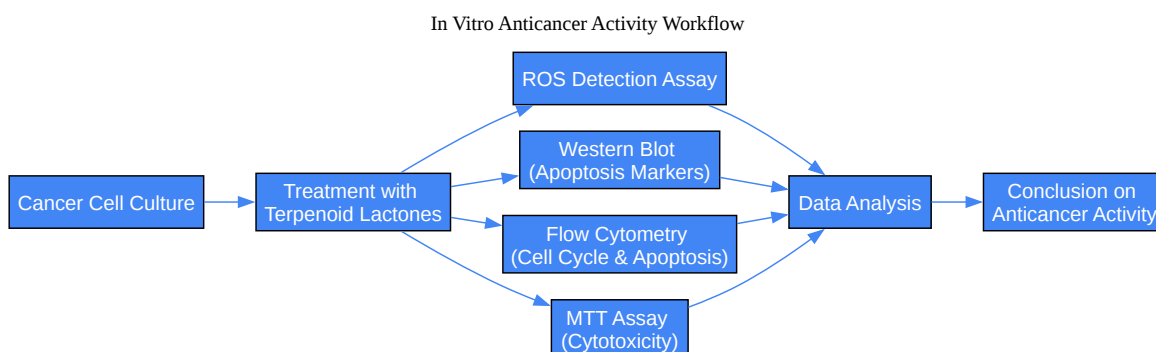 In Vitro Anticancer Activity Workflow
ROS Detection Assay
Western Blot
(Apoptosis Markers)
Cancer Cell Culture
Treatment with
Terpenoid Lactones
Data Analysis
Conclusion on
Anticancer Activity
Flow Cytometry
(Cell Cycle & Apoptosis)
MTT Assay
(Cytotoxicity)